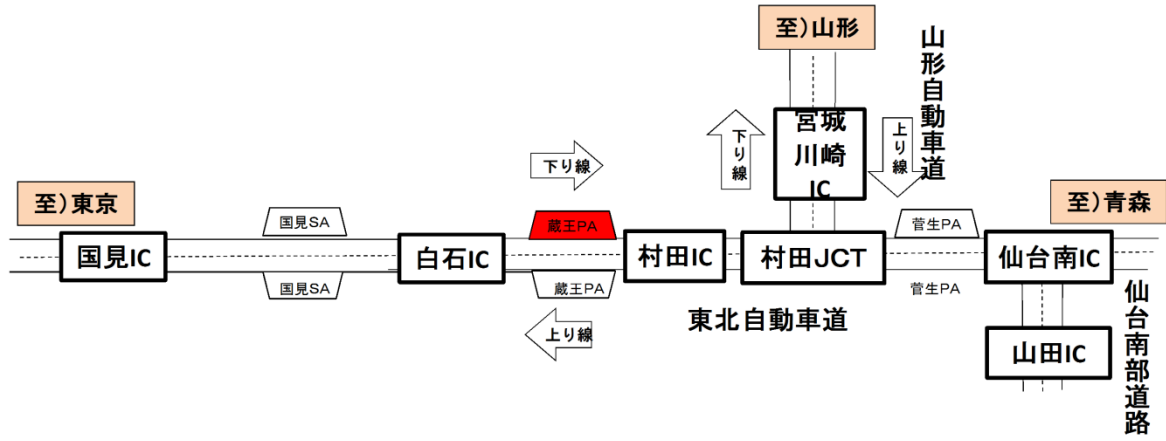 至)山形
山形自動車道
宮城
川崎
IC
下り線
上り線
下り線
至)東京
至)青森
国見SA
蔵王PA
菅生PA
国見IC
白石IC
村田IC
村田JCT
仙台南IC
国見SA
蔵王PA
菅生PA
上り線
東北自動車道
仙台南部道路
山田IC